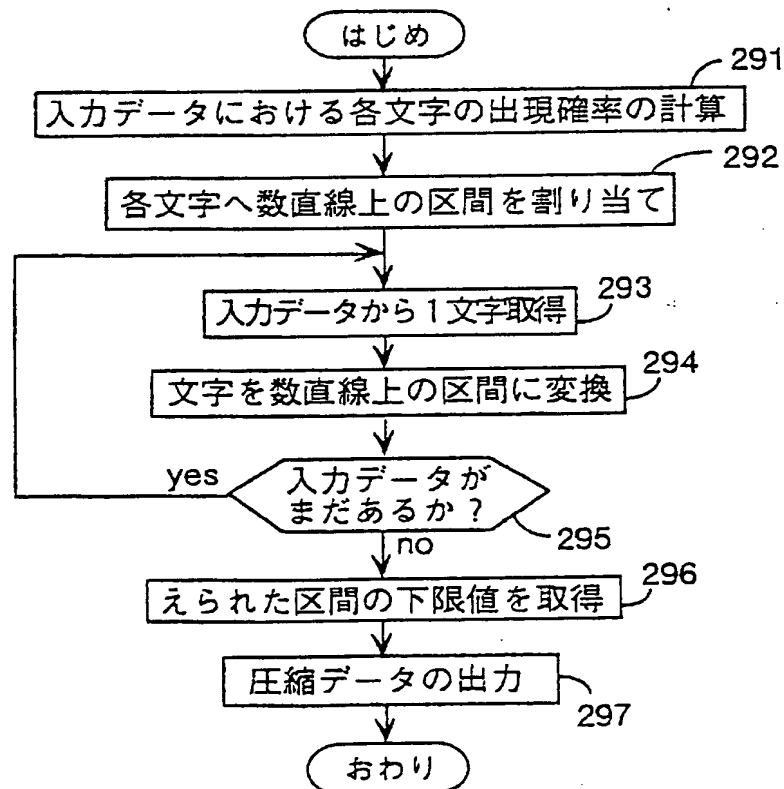 はじめ
291
入力データにおける各文字の出現確率の計算
292
各文字へ数直線上の区間を割り当て
293
入力データから1文字取得
294
文字を数直線上の区間に変換
yes
入力データが
まだあるか?
295
no
296
えられた区間の下限値を取得
圧縮データの出力
297
おわり